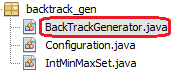 backtrack_gen
BackTrackGenerator.java
Configuration.java
IntMinMaxSet.java